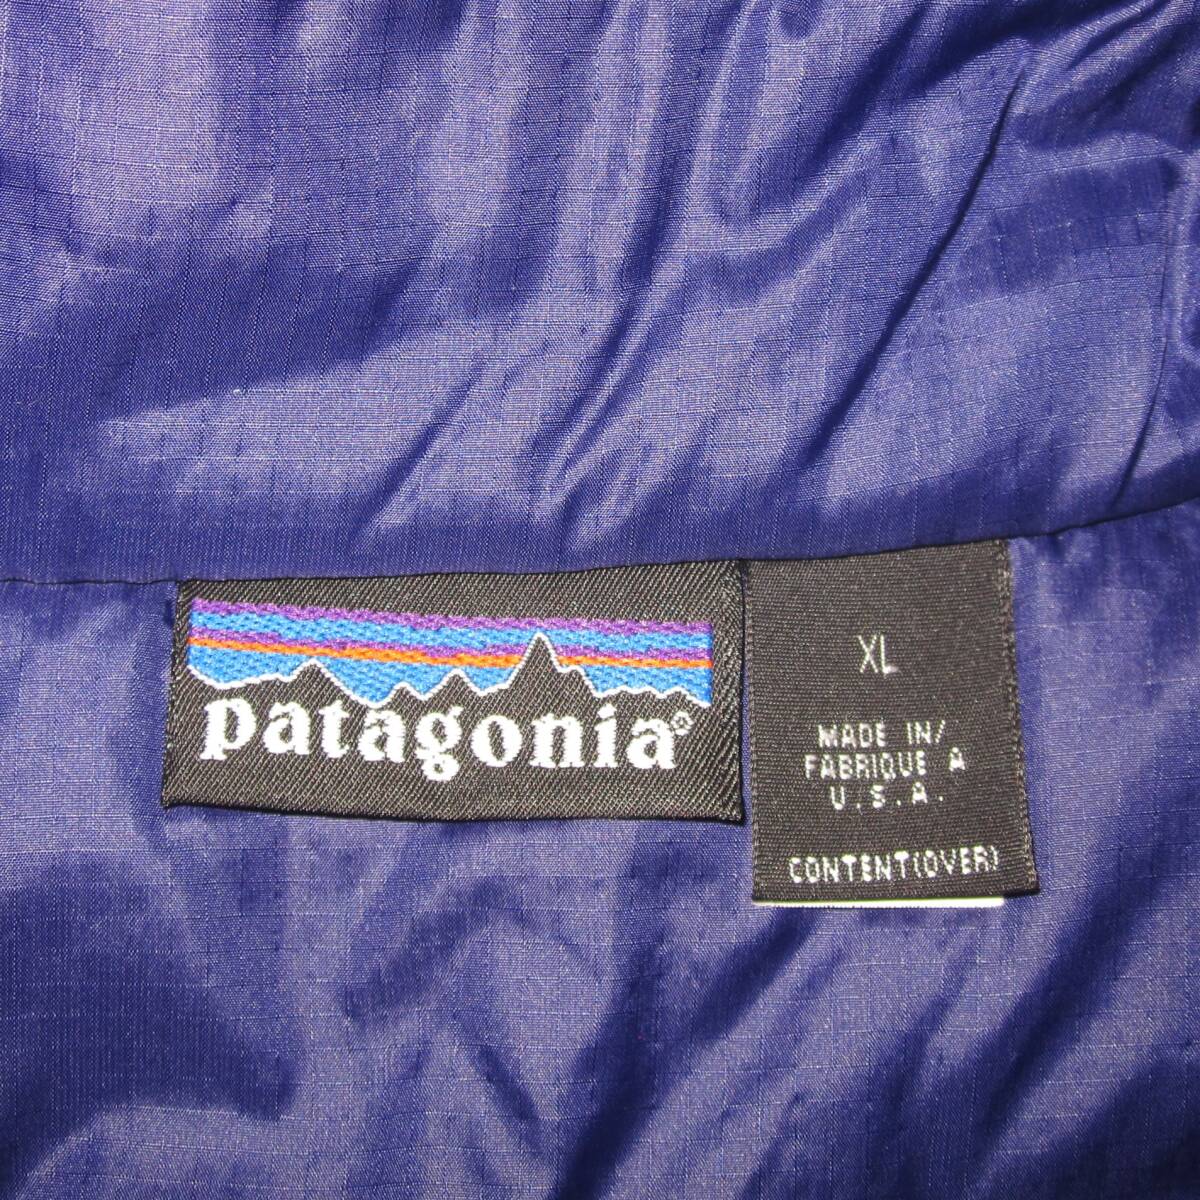 patagonia®
XL
MADE IN/
FABRIQUE A
U.S.A.
CONTENT(OVER)